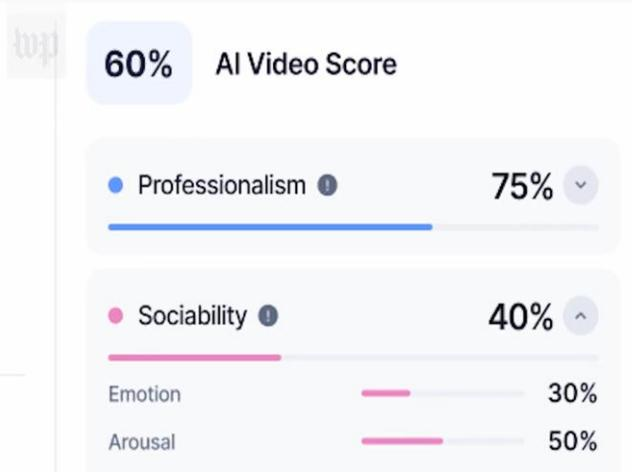 wp
60% AI Video Score
Professionalism ! 75%
Sociability ! 40%
Emotion 30%
Arousal 50%